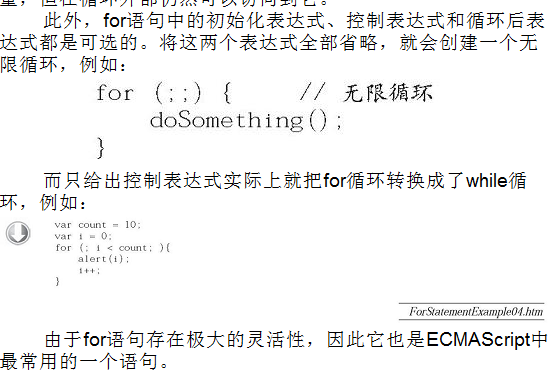 量，但在循环外部仍然可以访问到它。
此外，for语句中的初始化表达式、控制表达式和循环后表
达式都是可选的。将这两个表达式全部省略，就会创建一个无
限循环，例如：
for (;;) { // 无限循环
doSomething();
}
而只给出控制表达式实际上就把for循环转换成了while循
环，例如：
var count = 10;
var i = 0;
for (; i < count; ){
alert(i);
i++;
}
ForStatementExample04.htm
由于for语句存在极大的灵活性，因此它也是ECMAScript中
最常用的一个语句。